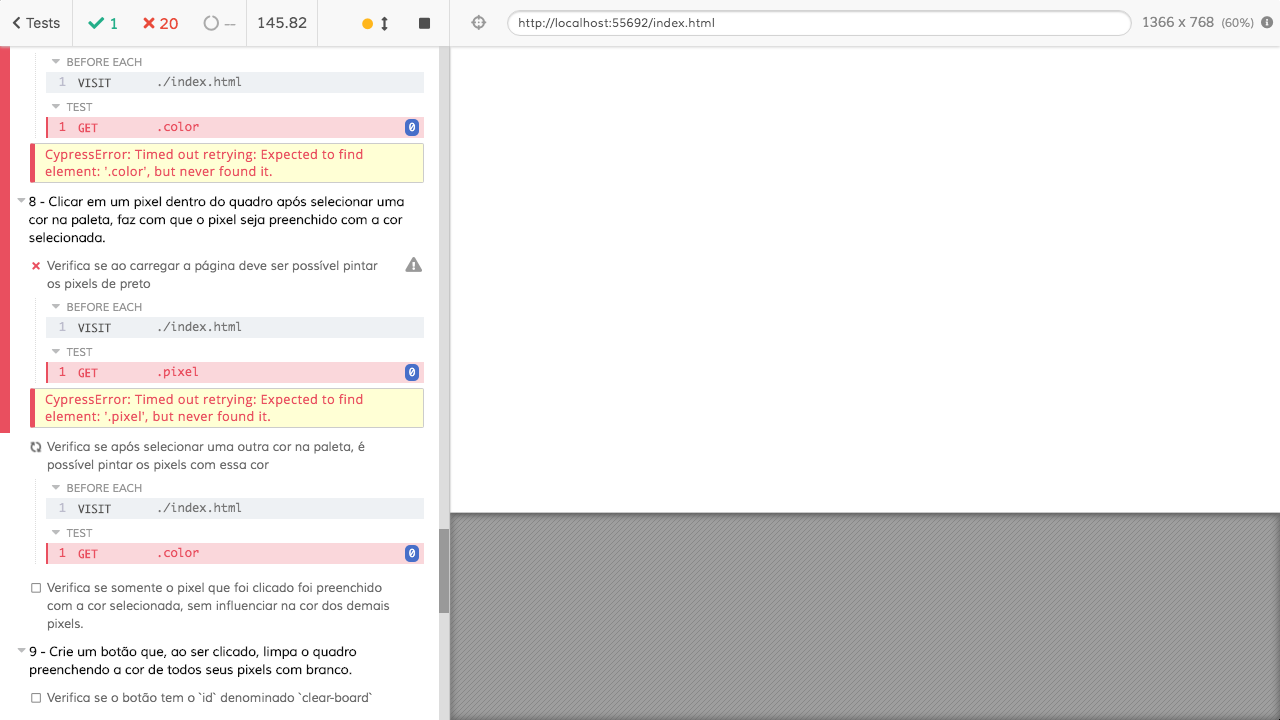 Tests 1 20 -- 145.82 http://localhost:55692/index.html 1366 x 768 (60%)
BEFORE EACH
1 VISIT ./index.html
TEST
1 GET .color 0
CypressError: Timed out retrying: Expected to find
element: '.color', but never found it.
8 - Clicar em um pixel dentro do quadro após selecionar uma
cor na paleta, faz com que o pixel seja preenchido com a cor
selecionada.
Verifica se ao carregar a página deve ser possível pintar
os pixels de preto
BEFORE EACH
1 VISIT ./index.html
TEST
1 GET .pixel 0
CypressError: Timed out retrying: Expected to find
element: '.pixel', but never found it.
Verifica se após selecionar uma outra cor na paleta, é
possível pintar os pixels com essa cor
BEFORE EACH
1 VISIT ./index.html
TEST
1 GET .color 0
Verifica se somente o pixel que foi clicado foi preenchido
com a cor selecionada, sem influenciar na cor dos demais
pixels.
9 - Crie um botão que, ao ser clicado, limpa o quadro
preenchendo a cor de todos seus pixels com branco.
Verifica se o botão tem o `id` denominado `clear-board`